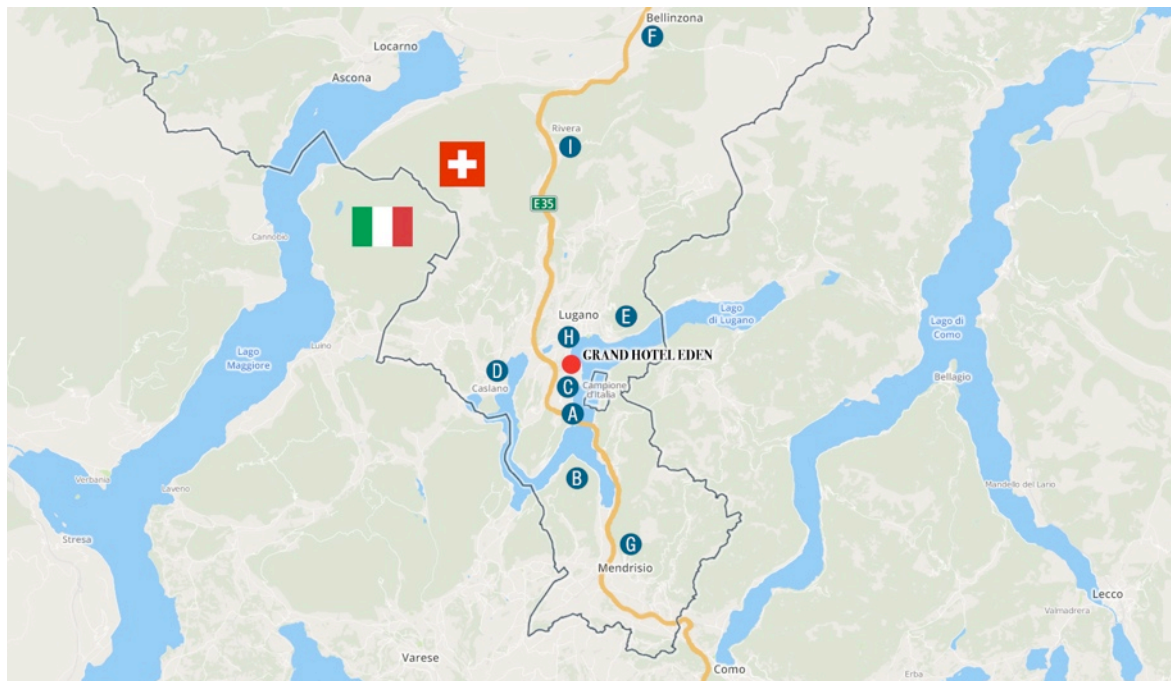 Bellinzona
F
Locarno
Ascona
Rivera
I
E35
Cannobio
Lugano
E
Lago
di Lugano
H
GRAND HOTEL EDEN
Lago di
Como
Luino
Lago
Maggiore
D
Caslano
C
Campione
d'Italia
Bellagio
A
B
Verbania
Laveno
Mandello del Lario
Stresa
G
Mendrisio
Lecco
Valmadrera
Varese
Como
Erba